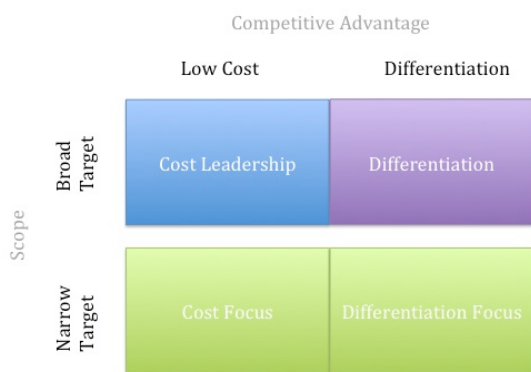 Competitive Advantage
Low Cost
Differentiation
Broad
Target
Cost Leadership
Differentiation
Scope
Narrow
Target
Cost Focus
Differentiation Focus